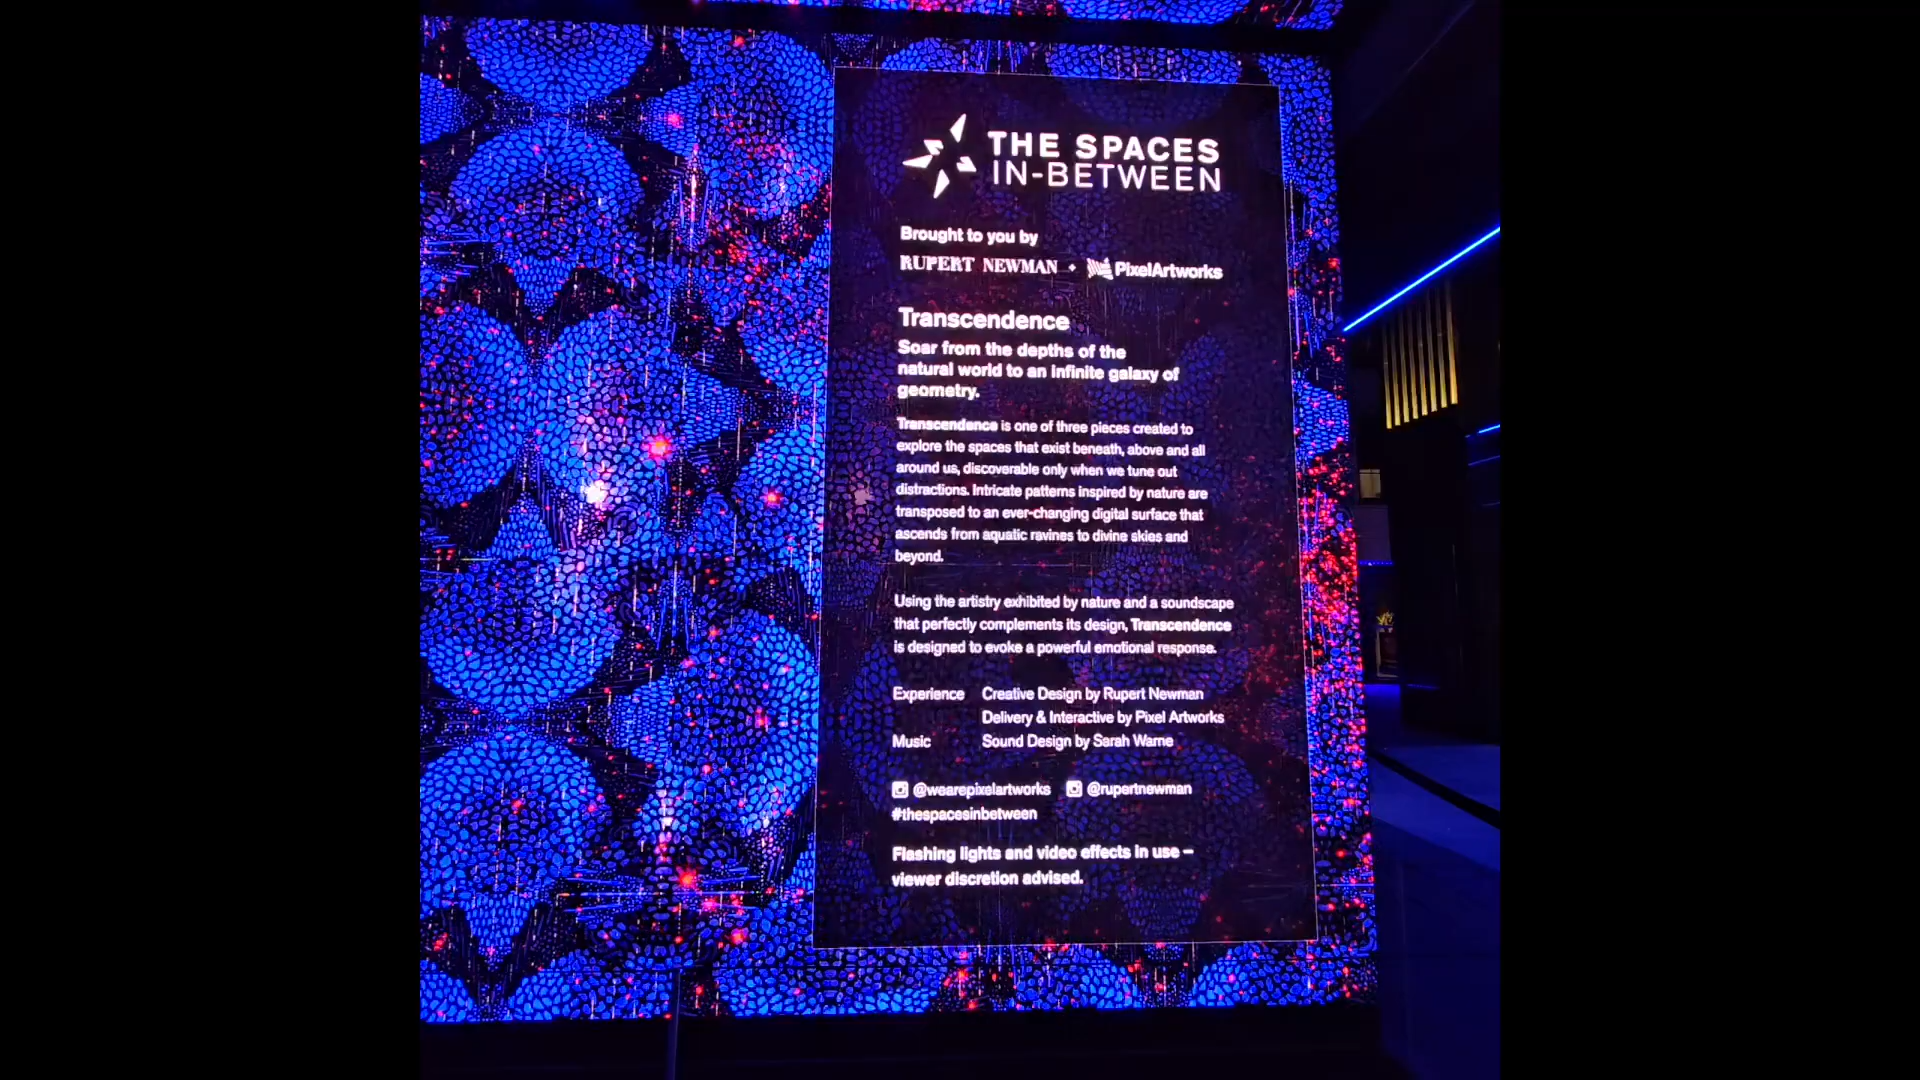 THE SPACES
IN-BETWEEN
Brought to you by
RUPERT NEWMAN + PixelArtworks
Transcendence
Soar from the depths of the
natural world to an infinite galaxy of
geometry.
Transcendence is one of three pieces created to
explore the spaces that exist beneath, above and all
around us, discoverable only when we tune out
distractions. Intricate patterns inspired by nature are
transposed to an ever-changing digital surface that
ascends from aquatic ravines to divine skies and
beyond.
Using the artistry exhibited by nature and a soundscape
that perfectly complements its design, Transcendence
is designed to evoke a powerful emotional response.
Experience Creative Design by Rupert Newman
Delivery & Interactive by Pixel Artworks
Music Sound Design by Sarah Warne
@wearepixelartworks @rupertnewman
#thespacesinbetween
Flashing lights and video effects in use –
viewer discretion advised.